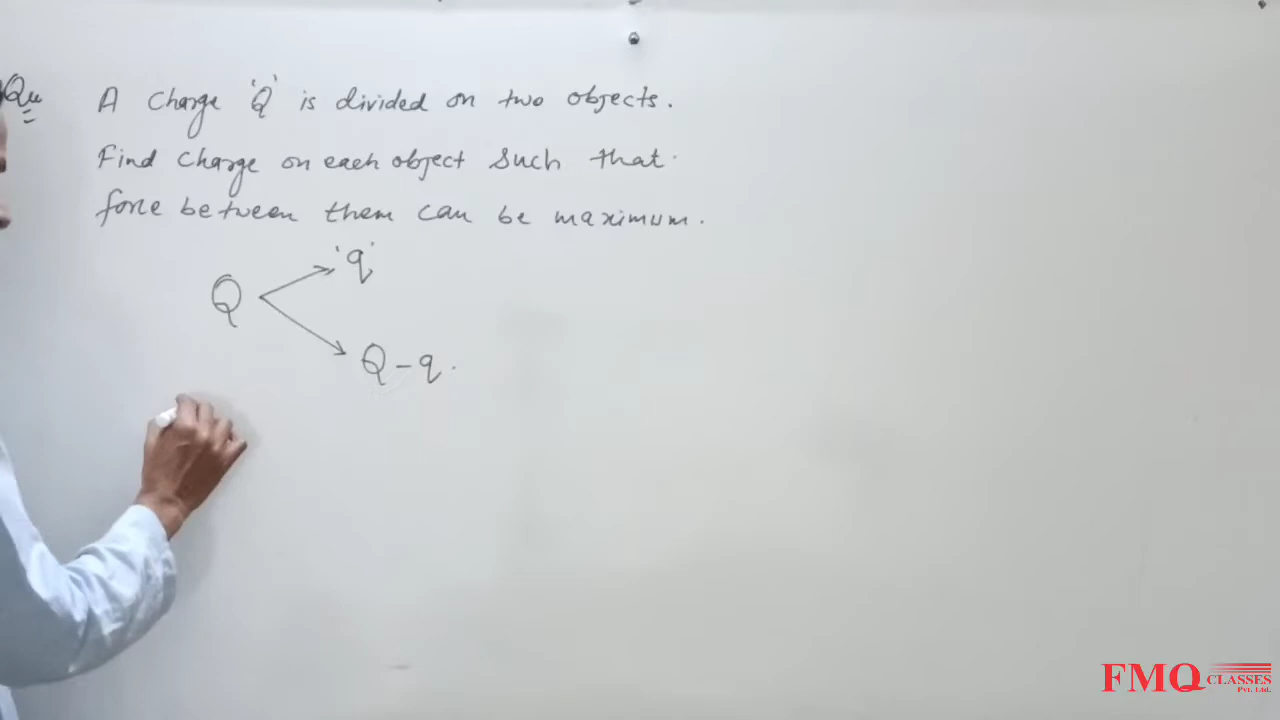 Qu A charge 'Q' is divided on two objects.
Find charge on each object such that
force between them can be maximum.
'q'
Q
Q - q.
FMQ CLASSES
Pvt. Ltd.